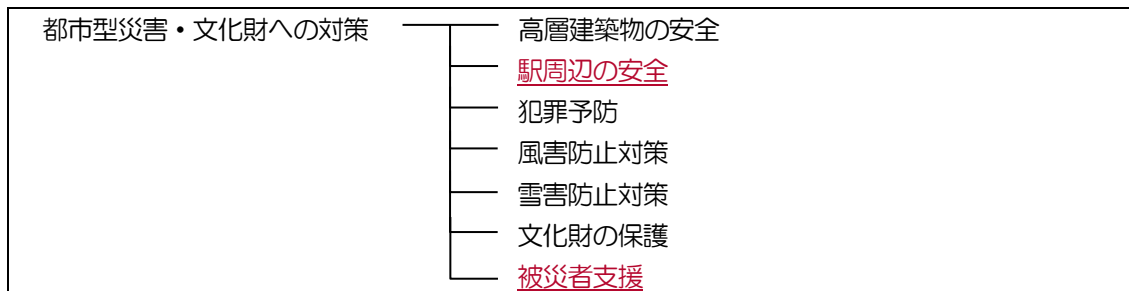 都市型災害・文化財への対策 高層建築物の安全
駅周辺の安全
犯罪予防
風害防止対策
雪害防止対策
文化財の保護
被災者支援